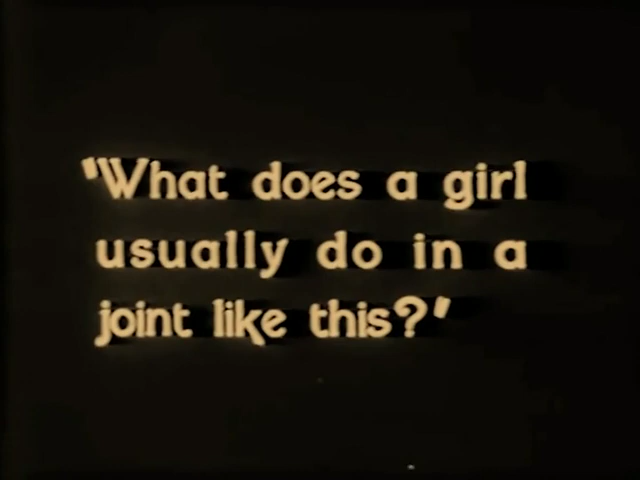 "What does a girl
usually do in a
joint like this?"